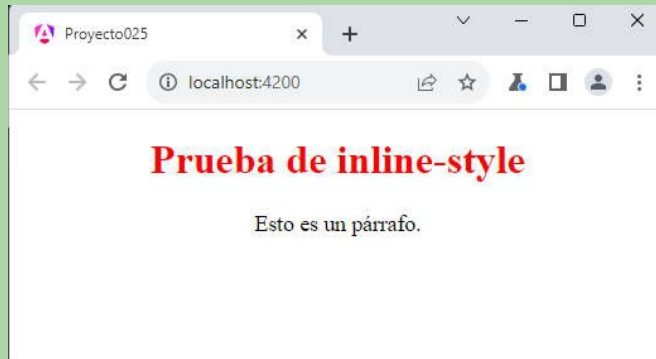 Proyecto025
localhost:4200
Prueba de inline-style
Esto es un párrafo.